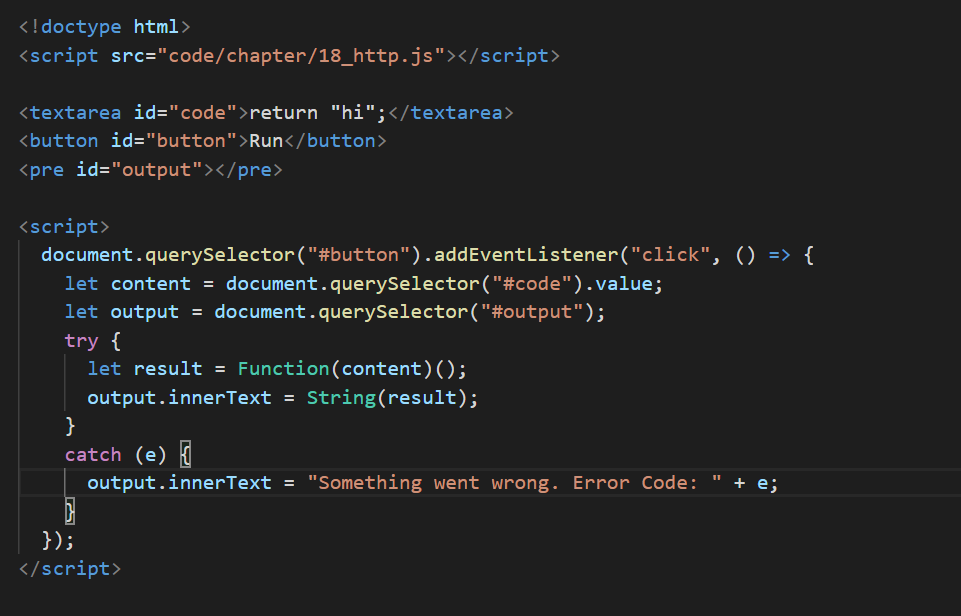 <!doctype html>
<script src="code/chapter/18_http.js"></script>
<textarea id="code">return "hi";</textarea>
<button id="button">Run</button>
<pre id="output"></pre>
<script>
document.querySelector("#button").addEventListener("click", () => {
let content = document.querySelector("#code").value;
let output = document.querySelector("#output");
try {
let result = Function(content)();
output.innerText = String(result);
}
catch (e) {
output.innerText = "Something went wrong. Error Code: " + e;
}
});
</script>